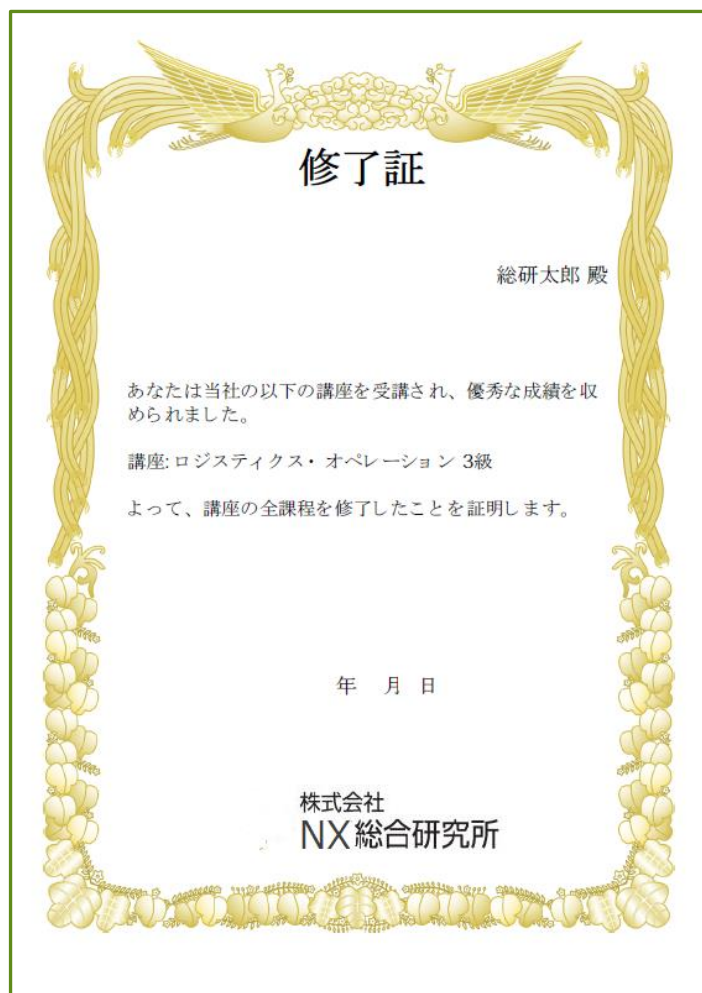 修了証
総研太郎 殿
あなたは当社の以下の講座を受講され、優秀な成績を収
められました。
講座: ロジスティクス・オペレーション 3級
よって、講座の全課程を修了したことを証明します。
年 月 日
株式会社
NX総合研究所